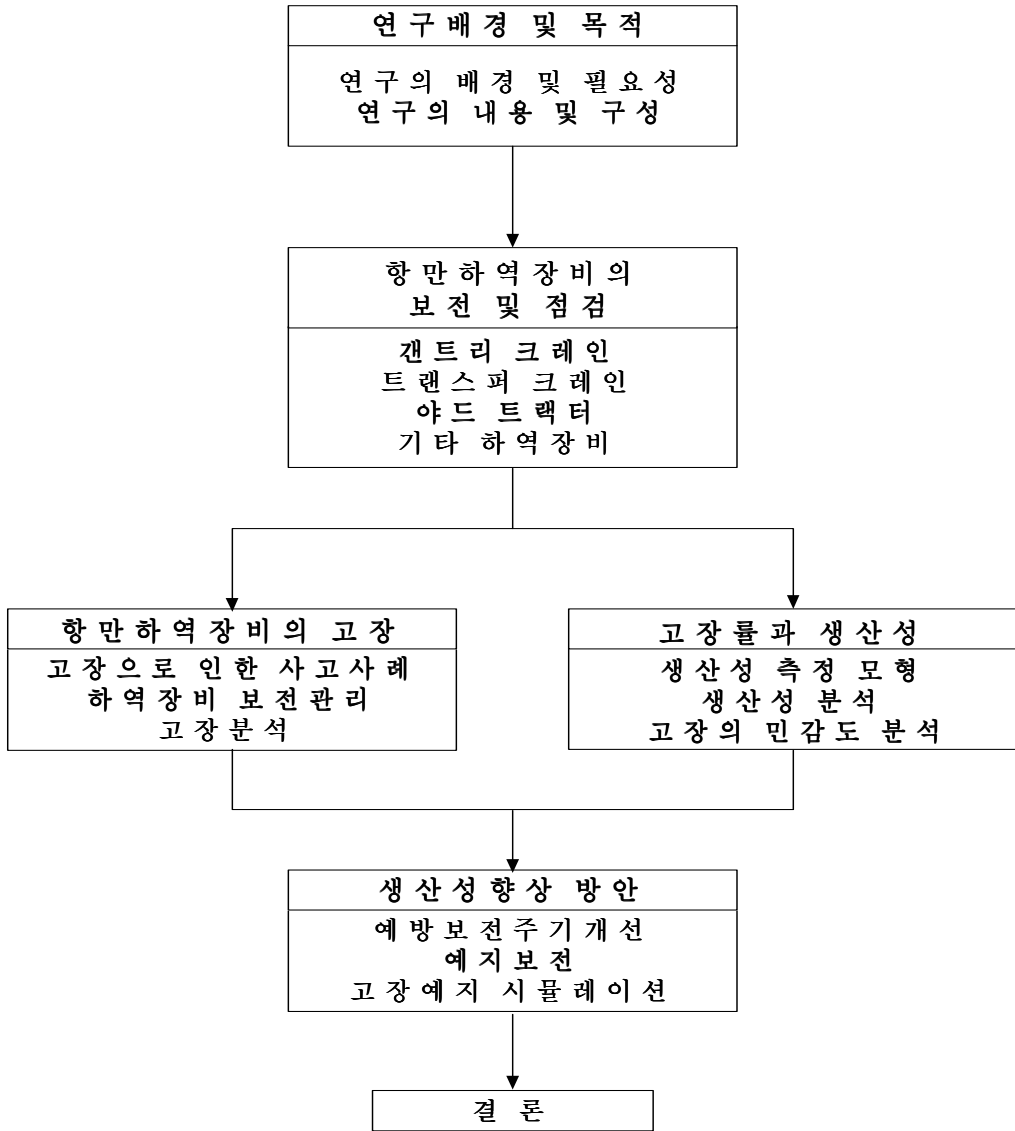 연구배경 및 목적
연구의 배경 및 필요성
연구의 내용 및 구성
항만하역장비의
보전 및 점검
갠트리 크레인
트랜스퍼 크레인
야드 트랙터
기타 하역장비
항만하역장비의 고장
고장으로 인한 사고사례
하역장비 보전관리
고장분석
고장률과 생산성
생산성 측정 모형
생산성 분석
고장의 민감도 분석
생산성향상 방안
예방보전주기개선
예지보전
고장예지 시뮬레이션
결 론